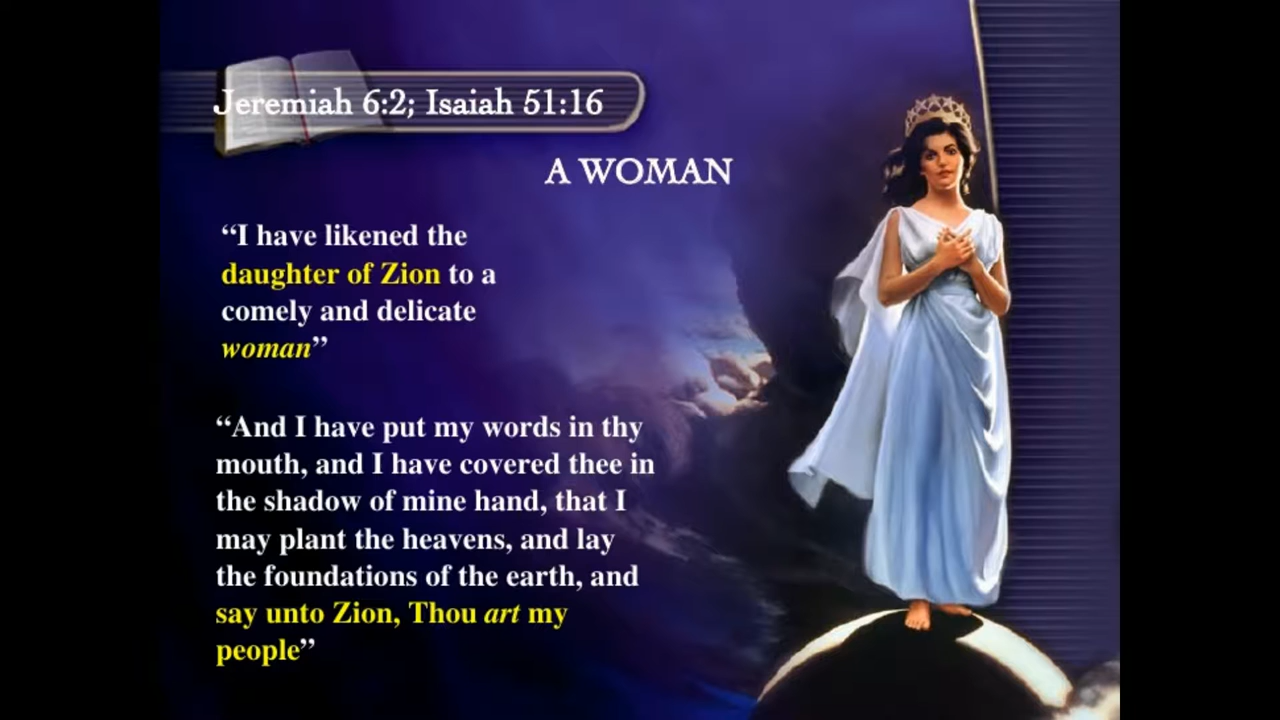 Jeremiah 6:2; Isaiah 51:16
A WOMAN
“I have likened the
daughter of Zion to a
comely and delicate
woman”
“And I have put my words in thy
mouth, and I have covered thee in
the shadow of mine hand, that I
may plant the heavens, and lay
the foundations of the earth, and
say unto Zion, Thou art my
people”